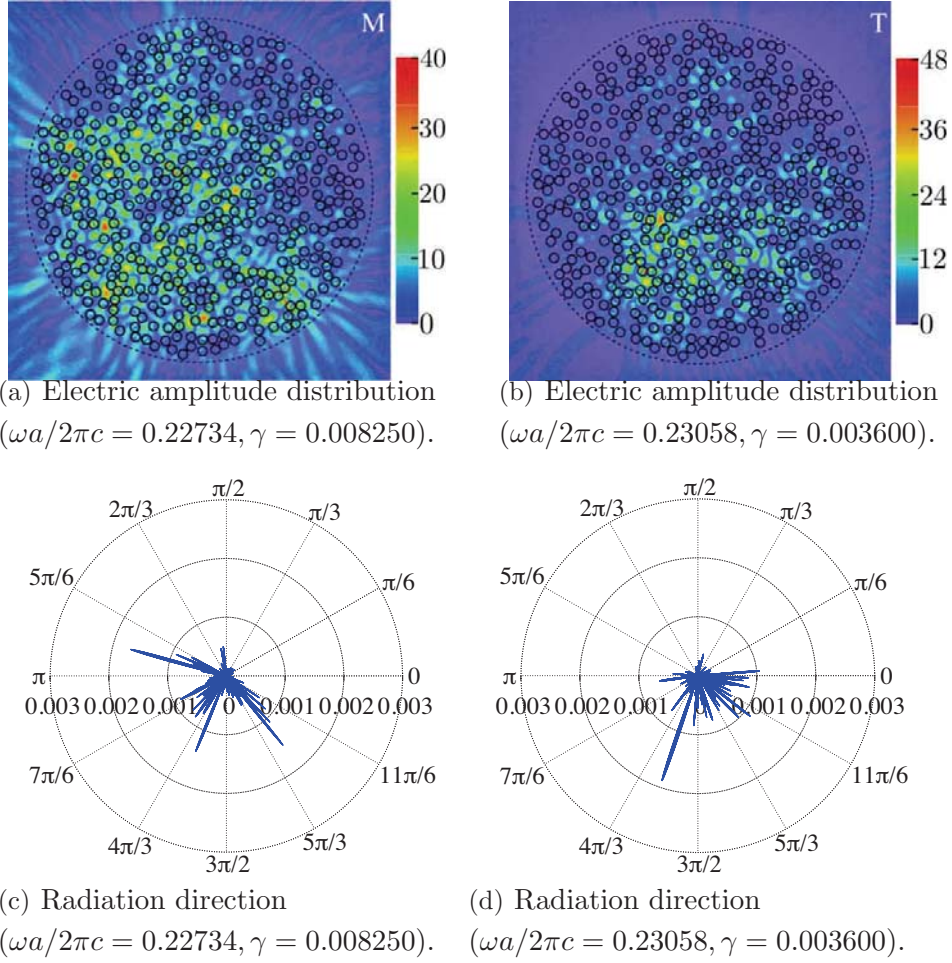 M
40
30
20
10
0
T
48
36
24
12
0
(a) Electric amplitude distribution
(ωa/2πc = 0.22734, γ = 0.008250).
(b) Electric amplitude distribution
(ωa/2πc = 0.23058, γ = 0.003600).
π/2
2π/3
π/3
5π/6
π/6
π
0
0.003 0.002 0.001 0 0.001 0.002 0.003
7π/6
11π/6
4π/3
5π/3
3π/2
π/2
2π/3
π/3
5π/6
π/6
π
0
0.003 0.002 0.001 0 0.001 0.002 0.003
7π/6
11π/6
4π/3
5π/3
3π/2
(c) Radiation direction
(ωa/2πc = 0.22734, γ = 0.008250).
(d) Radiation direction
(ωa/2πc = 0.23058, γ = 0.003600).